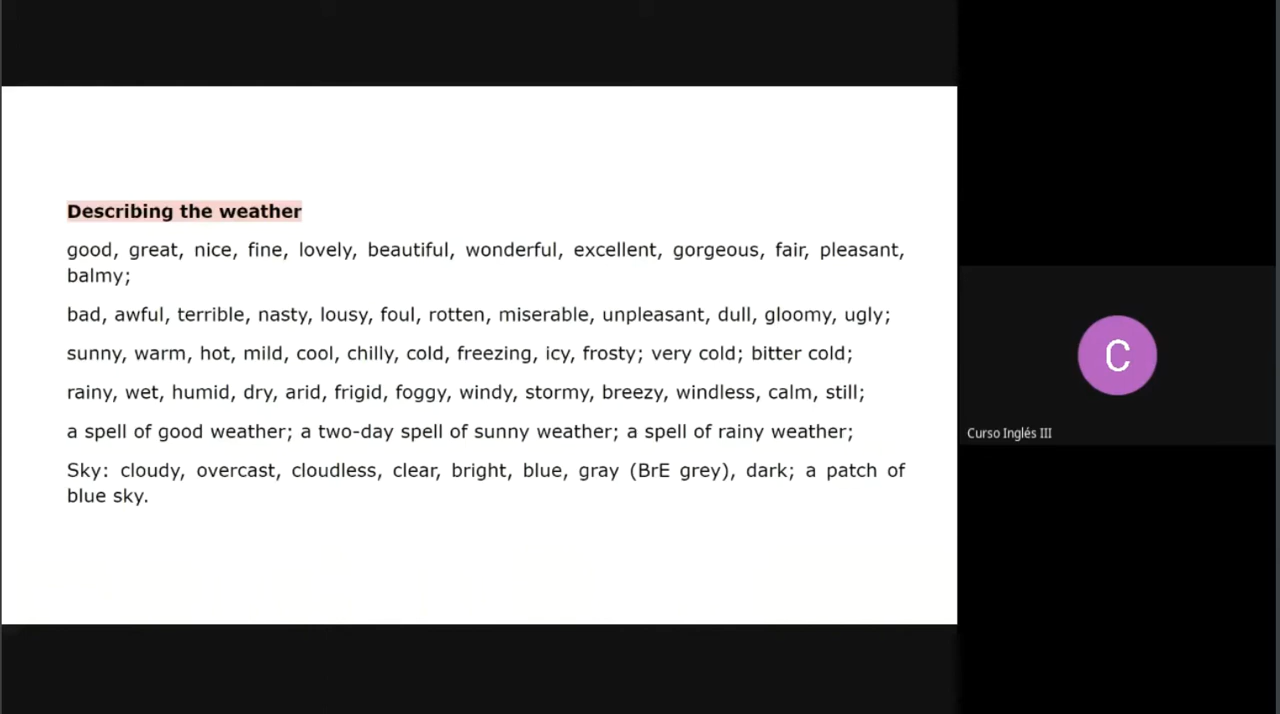 Describing the weather
good, great, nice, fine, lovely, beautiful, wonderful, excellent, gorgeous, fair, pleasant,
balmy;
bad, awful, terrible, nasty, lousy, foul, rotten, miserable, unpleasant, dull, gloomy, ugly;
sunny, warm, hot, mild, cool, chilly, cold, freezing, icy, frosty; very cold; bitter cold;
rainy, wet, humid, dry, arid, frigid, foggy, windy, stormy, breezy, windless, calm, still;
a spell of good weather; a two-day spell of sunny weather; a spell of rainy weather;
Sky: cloudy, overcast, cloudless, clear, bright, blue, gray (BrE grey), dark; a patch of
blue sky.
C
Curso Inglés III